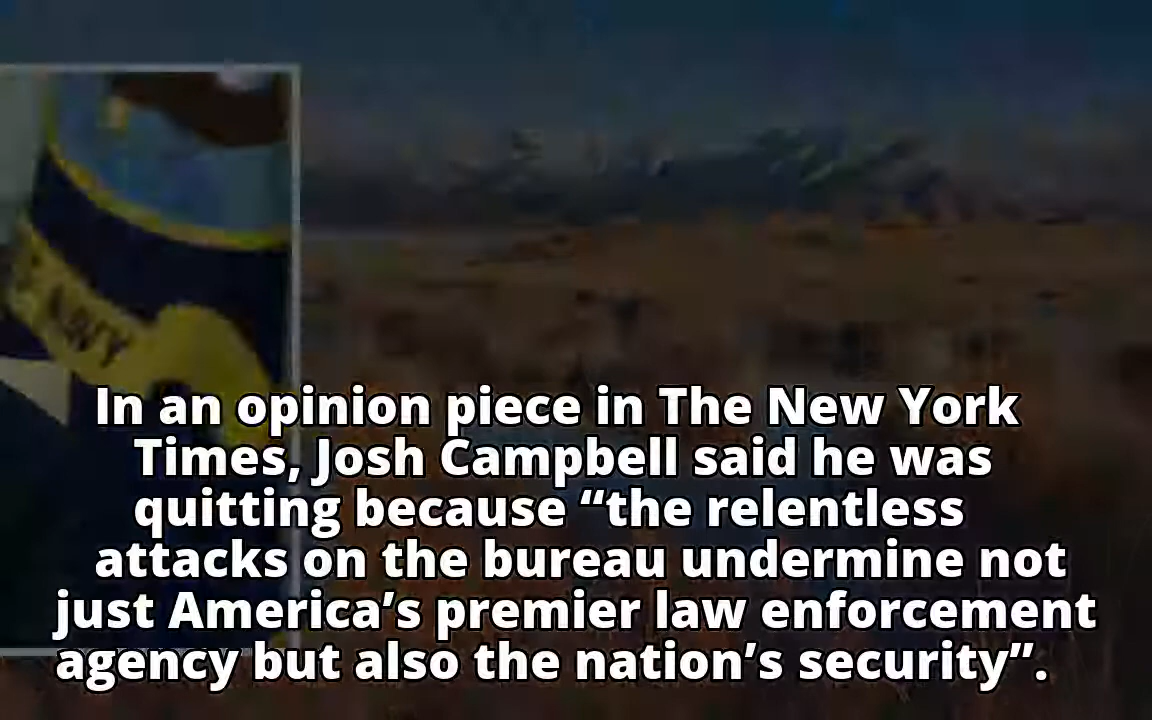 NAVY
In an opinion piece in The New York
Times, Josh Campbell said he was
quitting because “the relentless
attacks on the bureau undermine not
just America’s premier law enforcement
agency but also the nation’s security”.